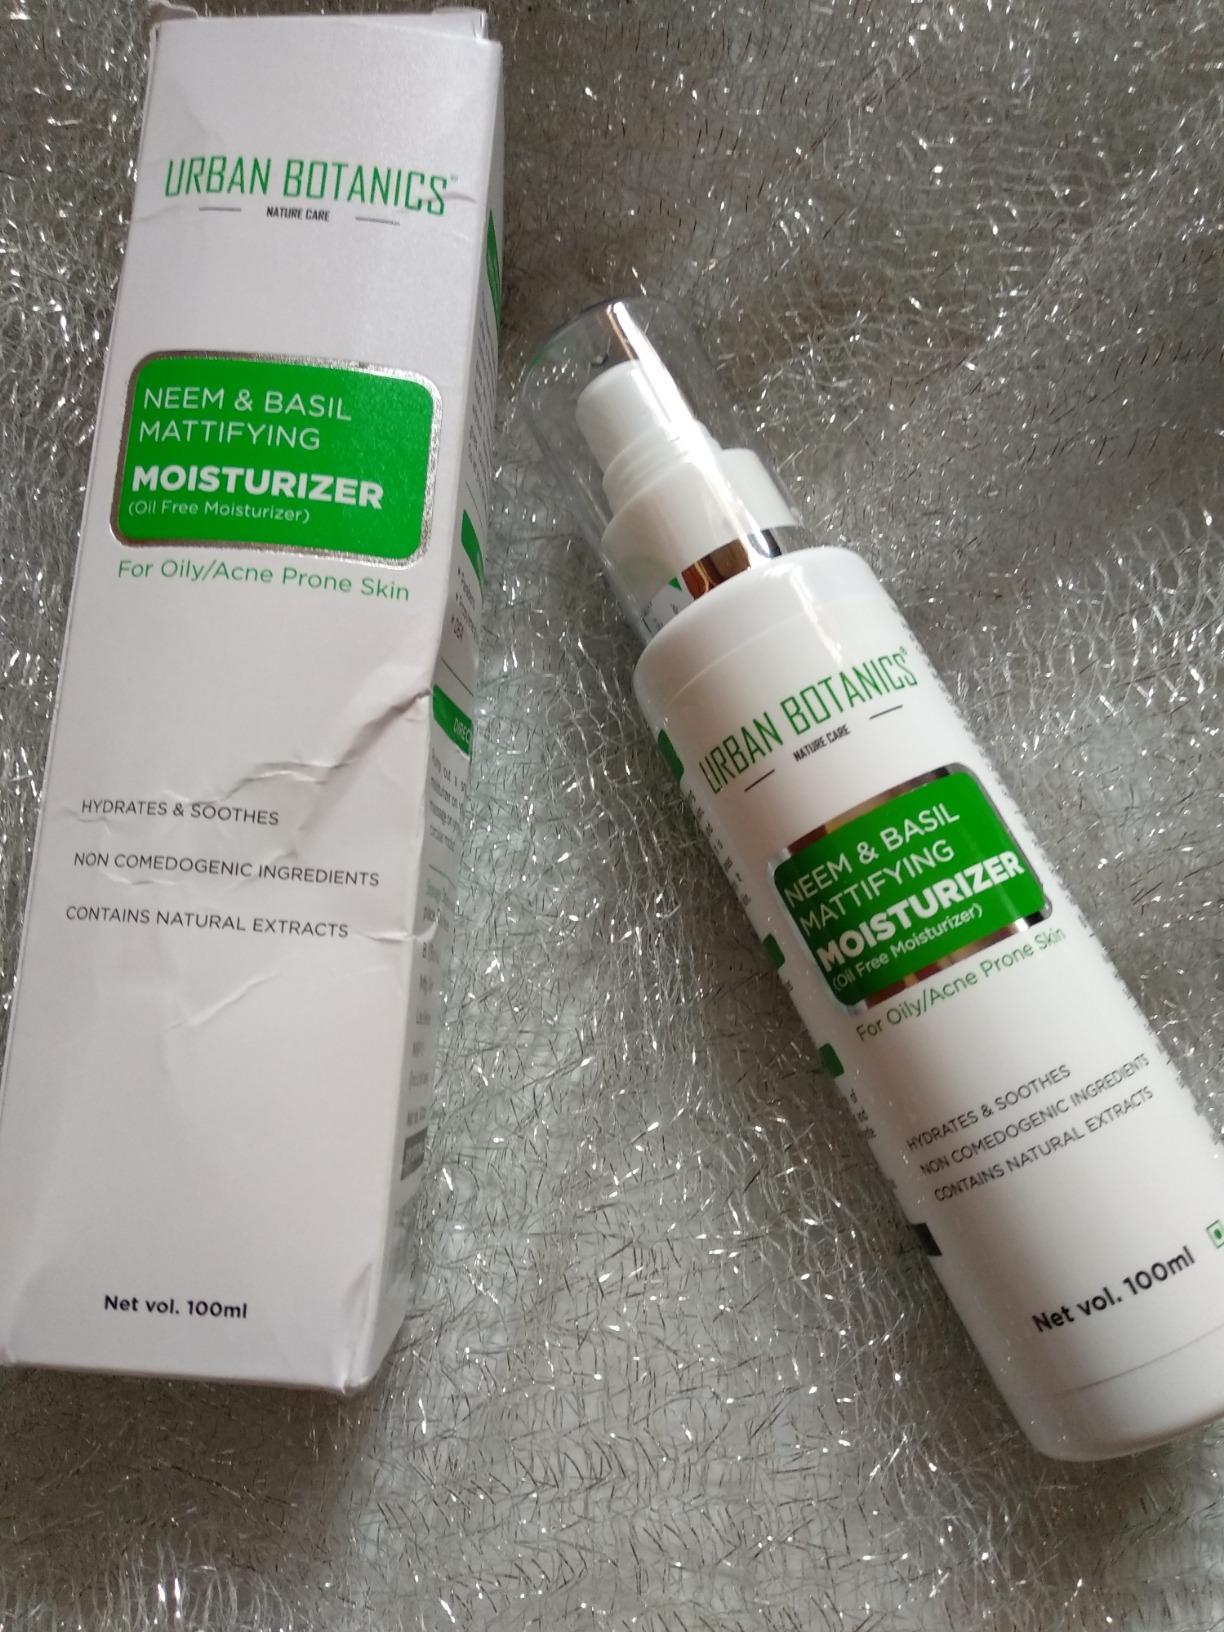 URBAN BOTANICS™
NATURE CARE
NEEM & BASIL
MATTIFYING
MOISTURIZER
(Oil Free Moisturizer)
For Oily/Acne Prone Skin
HYDRATES & SOOTHES
NON COMEDOGENIC INGREDIENTS
CONTAINS NATURAL EXTRACTS
Net vol. 100ml
URBAN BOTANICS®
NATURE CARE
NEEM & BASIL
MATTIFYING
MOISTURIZER
(Oil Free Moisturizer)
For Oily/Acne Prone Skin
HYDRATES & SOOTHES
NON COMEDOGENIC INGREDIENTS
CONTAINS NATURAL EXTRACTS
Net vol. 100ml